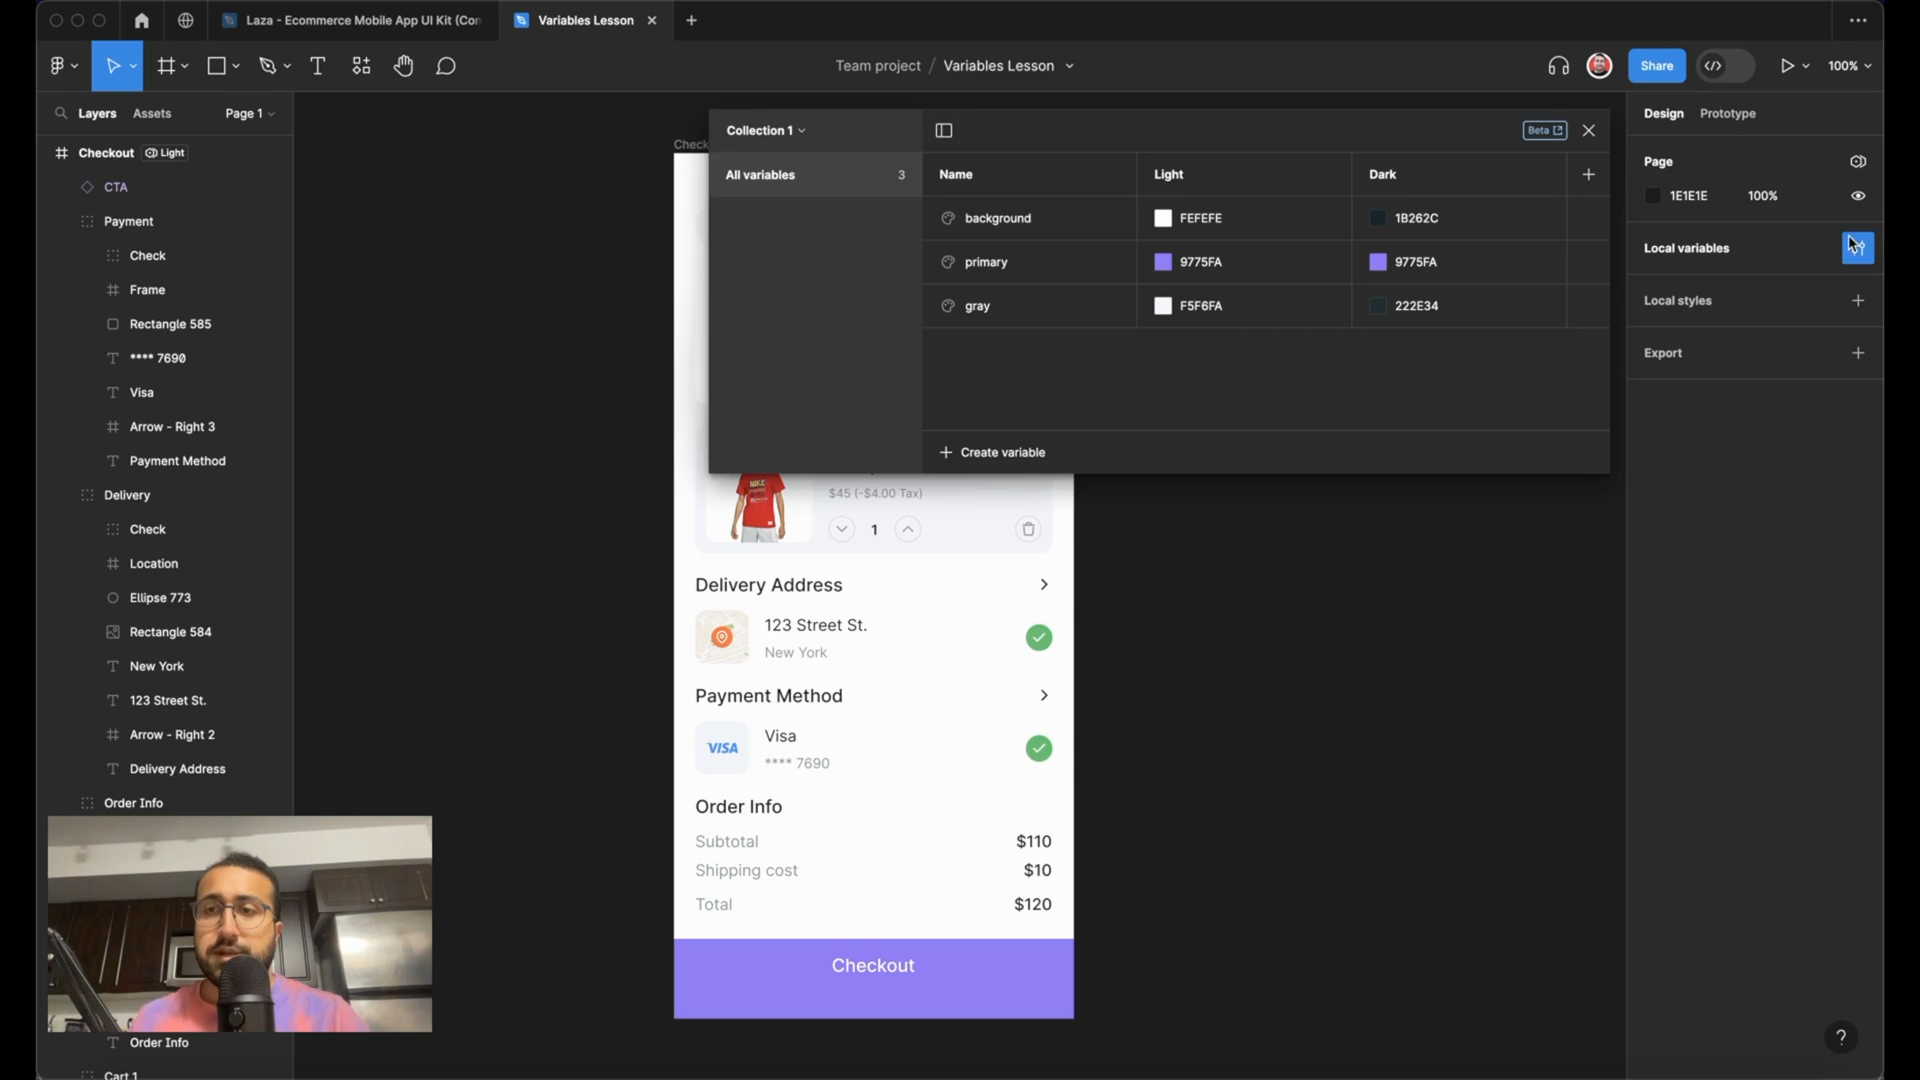 Laza - Ecommerce Mobile App UI Kit (Con
Variables Lesson
Team project / Variables Lesson
Share
100%
Layers
Assets
Page 1
Checkout
Light
CTA
Payment
Check
Frame
Rectangle 585
**** 7690
Visa
Arrow - Right 3
Payment Method
Delivery
Check
Location
Ellipse 773
Rectangle 584
New York
123 Street St.
Arrow - Right 2
Delivery Address
Order Info
Order Info
Cart 1
Check
Collection 1
Beta
All variables
3
Name
Light
Dark
background
FEFEFE
1B262C
primary
9775FA
9775FA
gray
F5F6FA
222E34
Create variable
NIKE
$45 (-$4.00 Tax)
1
Delivery Address
123 Street St.
New York
Payment Method
VISA
Visa
**** 7690
Order Info
Subtotal
$110
Shipping cost
$10
Total
$120
Checkout
Design
Prototype
Page
1E1E1E
100%
Local variables
Local styles
Export
?